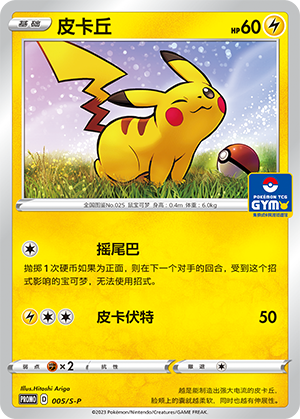 基础 皮卡丘 HP60
POKÉMON TCG
GYM
全国图鉴No.025 鼠宝可梦 身高：0.4m 体重：6.0kg
摇尾巴
抛掷1次硬币如果为正面，则在下一个对手的回合，受到这个招
式影响的宝可梦，无法使用招式。
皮卡伏特 50
弱点 ×2 抗性 撤退
Illus.Hitoshi Ariga
PROMO D 005/S-P
越是能制造出强大电流的皮卡丘，
脸颊上的囊就越柔软，同时也越有伸展性。
©2023 Pokémon/Nintendo/Creatures/GAME FREAK.